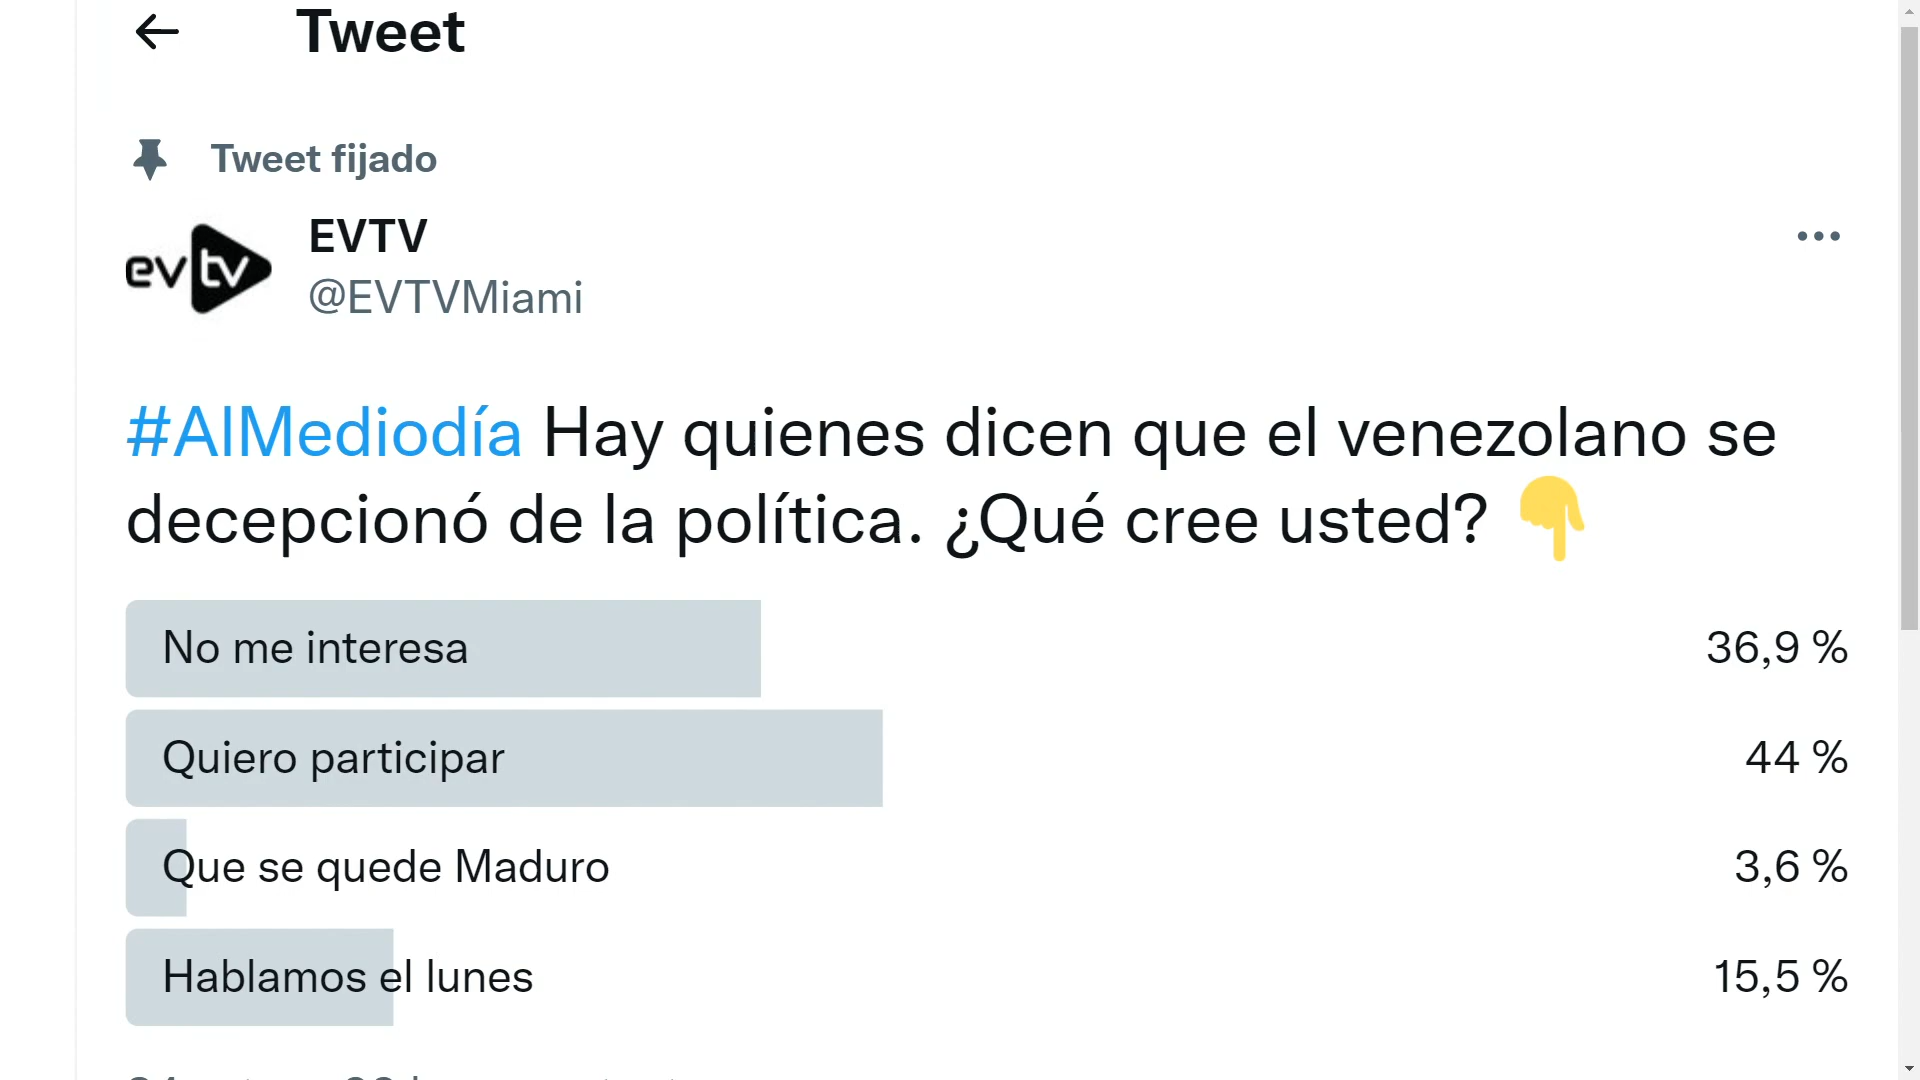 Tweet
Tweet fijado
evtv
EVTV
@EVTVMiami
#AlMediodía Hay quienes dicen que el venezolano se
decepcionó de la política. ¿Qué cree usted? 👇
No me interesa 36,9 %
Quiero participar 44 %
Que se quede Maduro 3,6 %
Hablamos el lunes 15,5 %